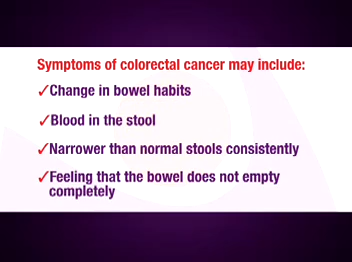 Symptoms of colorectal cancer may include:
✓Change in bowel habits
✓Blood in the stool
✓Narrower than normal stools consistently
✓Feeling that the bowel does not empty
completely